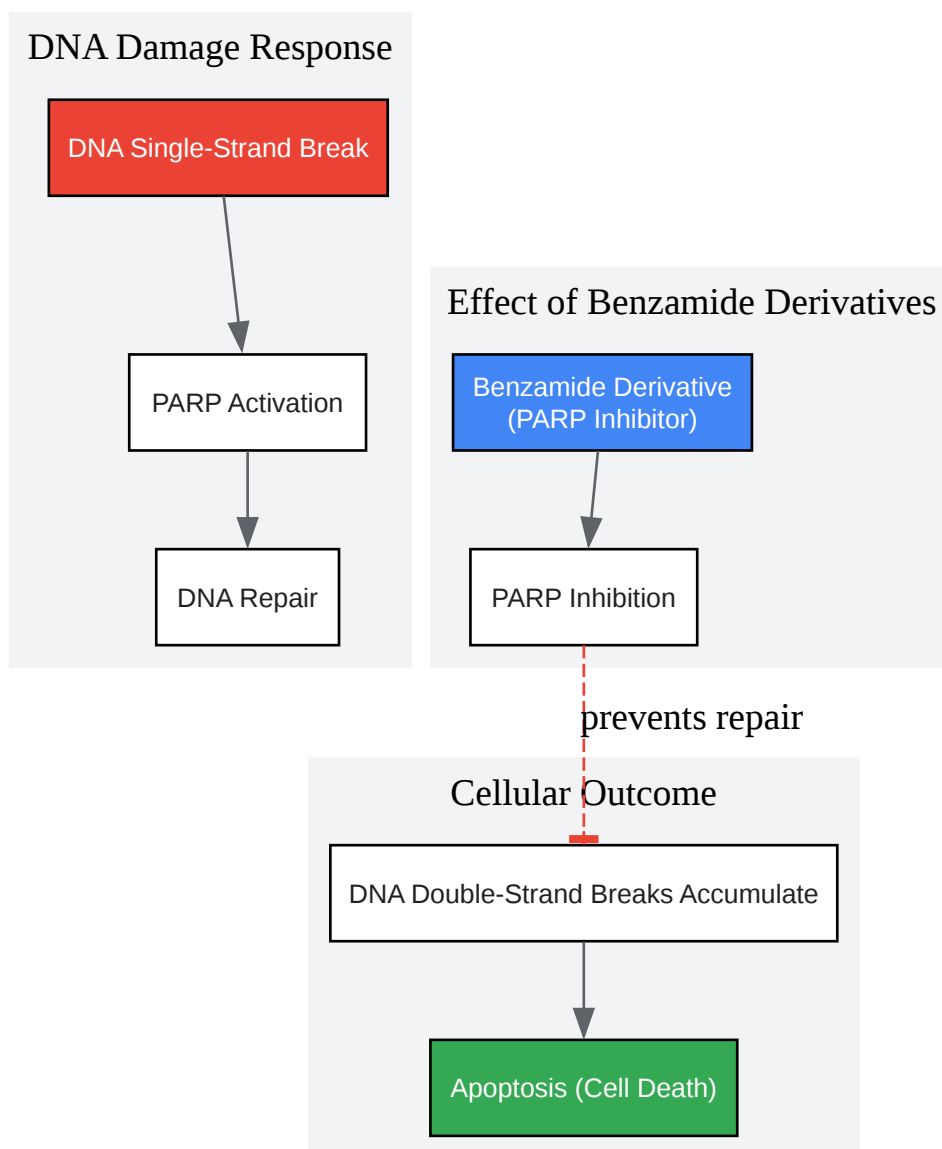 DNA Damage Response
DNA Single-Strand Break
PARP Activation
DNA Repair
Effect of Benzamide Derivatives
Benzamide Derivative
(PARP Inhibitor)
PARP Inhibition
prevents repair
Cellular Outcome
DNA Double-Strand Breaks Accumulate
Apoptosis (Cell Death)